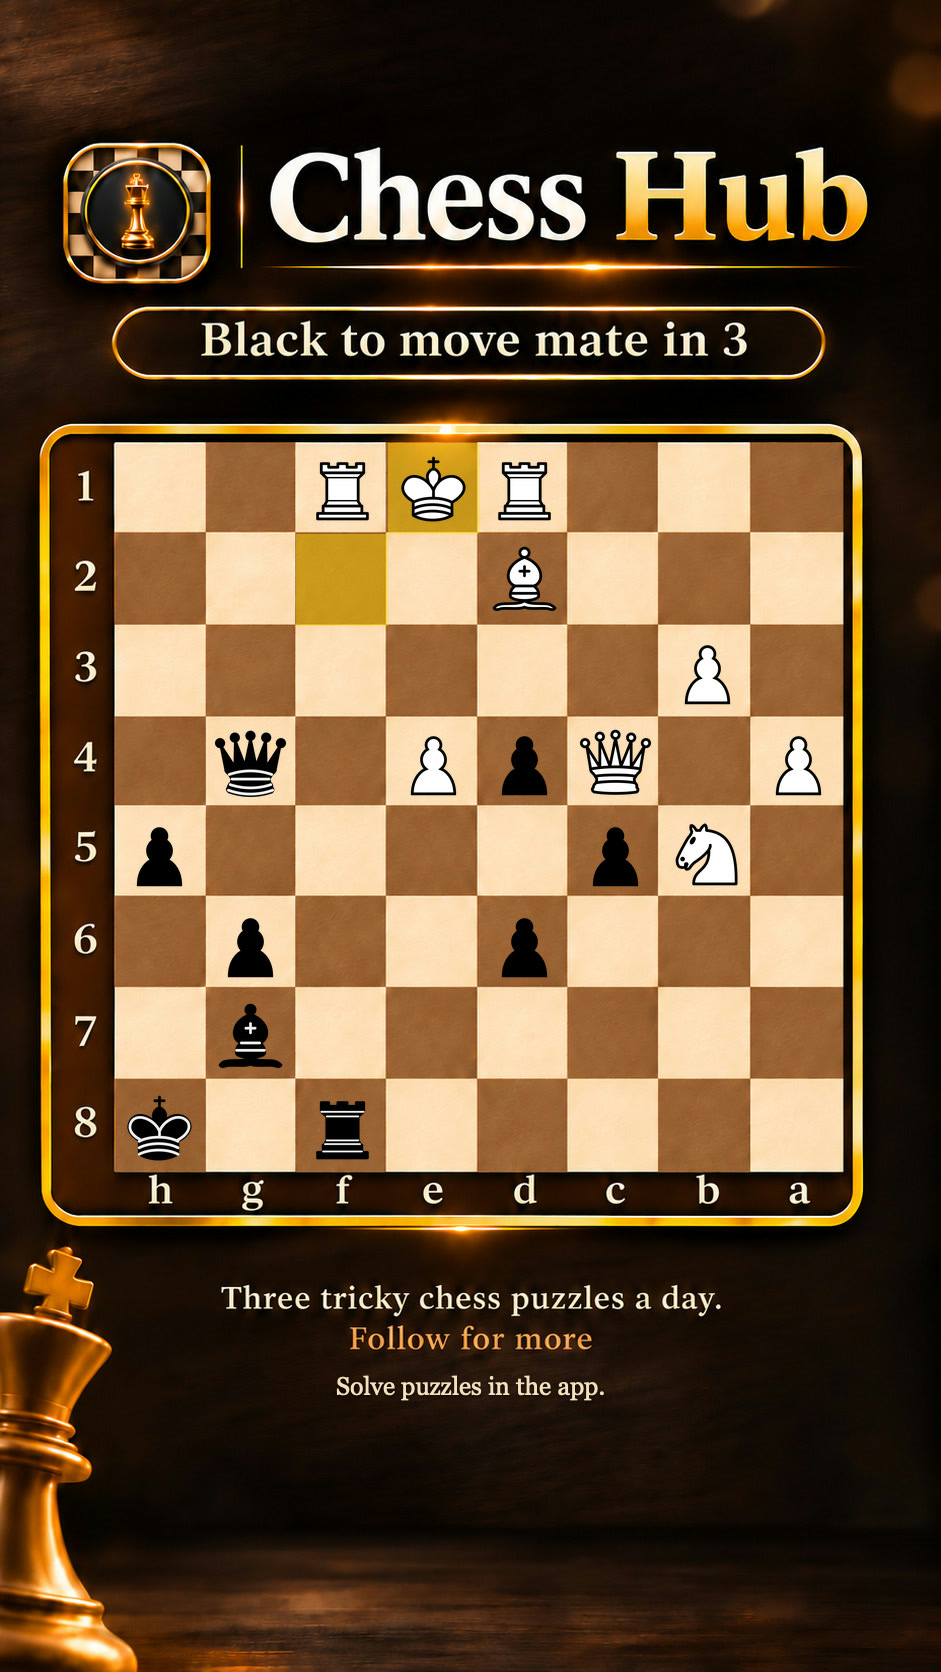 Chess Hub
Black to move mate in 3
1
2
3
4
5
6
7
8
h g f e d c b a
Three tricky chess puzzles a day.
Follow for more
Solve puzzles in the app.